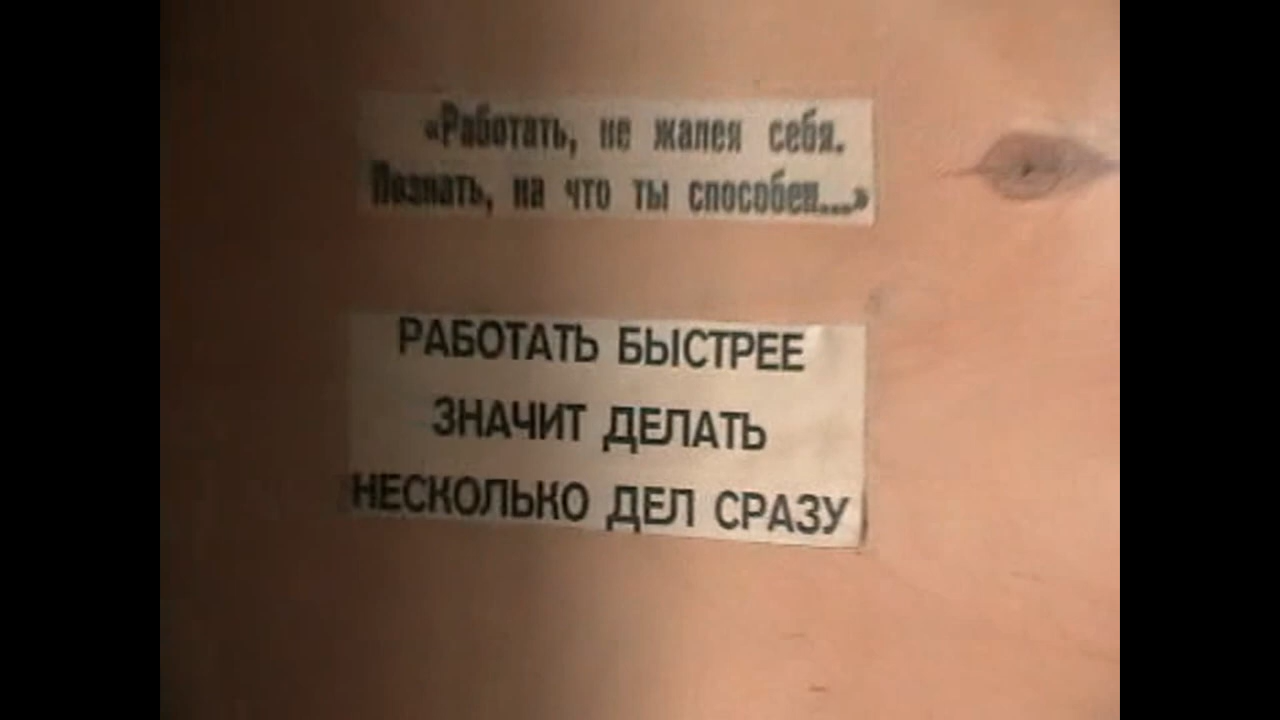 «Работать, не жалея себя.
Познать, на что ты способен...»
РАБОТАТЬ БЫСТРЕЕ
ЗНАЧИТ ДЕЛАТЬ
НЕСКОЛЬКО ДЕЛ СРАЗУ